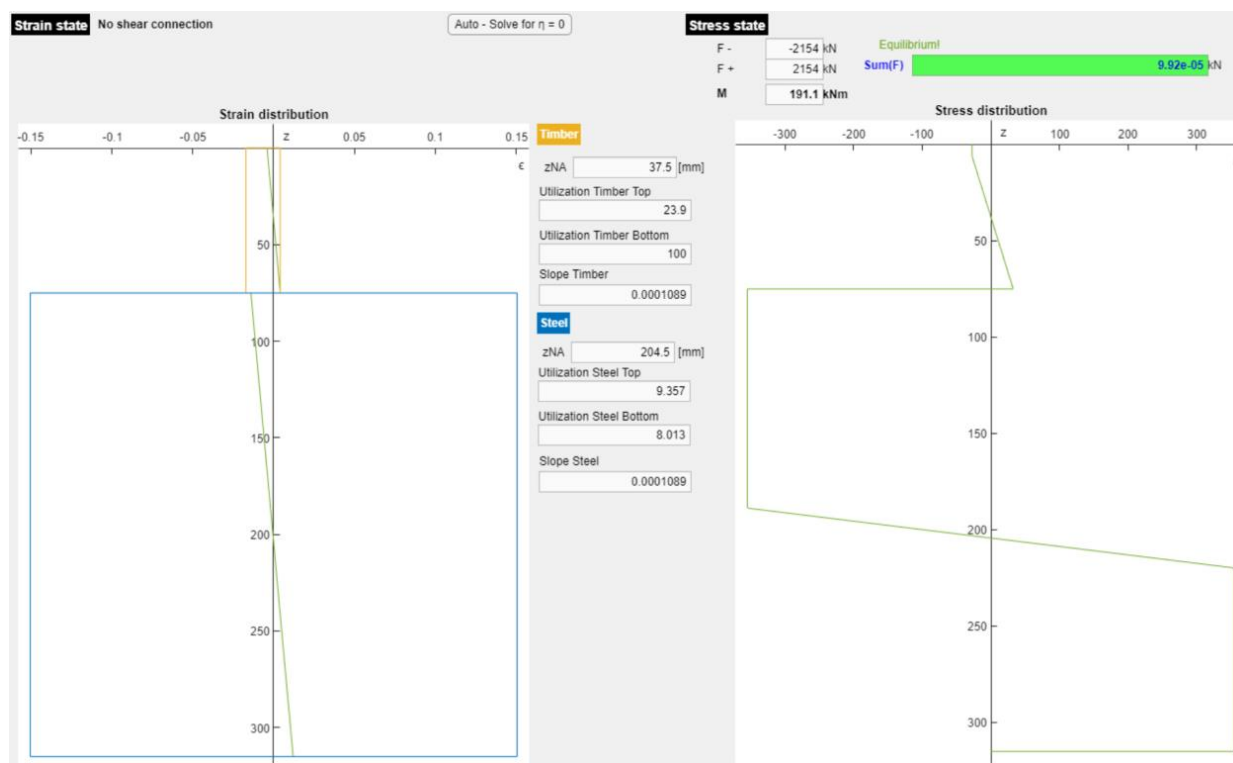 Strain state No shear connection Auto - Solve for η = 0 Stress state
F - -2154 kN Equilibrium!
F + 2154 kN Sum(F) 9.92e-05 kN
M 191.1 kNm
Strain distribution
-0.15 -0.1 -0.05 z 0.05 0.1 0.15
ε
50
100
150
200
250
300
Timber
zNA 37.5 [mm]
Utilization Timber Top
23.9
Utilization Timber Bottom
100
Slope Timber
0.0001089
Steel
zNA 204.5 [mm]
Utilization Steel Top
9.357
Utilization Steel Bottom
8.013
Slope Steel
0.0001089
Stress distribution
-300 -200 -100 z 100 200 300
50
100
150
200
250
300